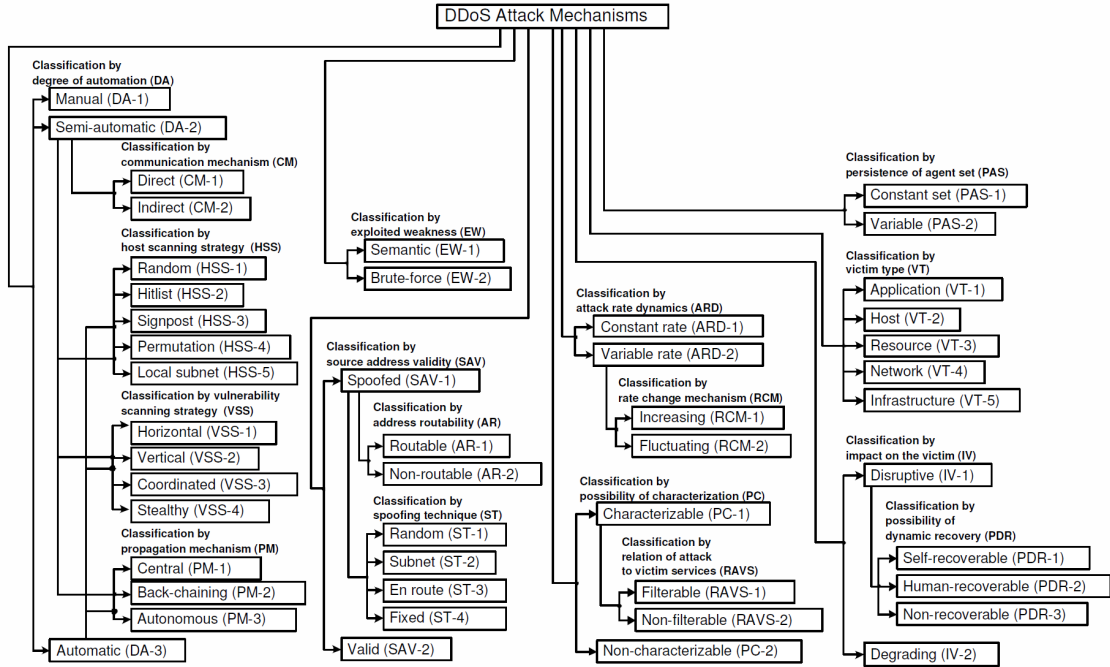 DDoS Attack Mechanisms
Classification by
degree of automation (DA)
Manual (DA-1)
Semi-automatic (DA-2)
Classification by
communication mechanism (CM)
Direct (CM-1)
Indirect (CM-2)
Classification by
host scanning strategy (HSS)
Random (HSS-1)
Hitlist (HSS-2)
Signpost (HSS-3)
Permutation (HSS-4)
Local subnet (HSS-5)
Classification by vulnerability
scanning strategy (VSS)
Horizontal (VSS-1)
Vertical (VSS-2)
Coordinated (VSS-3)
Stealthy (VSS-4)
Classification by
propagation mechanism (PM)
Central (PM-1)
Back-chaining (PM-2)
Autonomous (PM-3)
Automatic (DA-3)
Classification by
exploited weakness (EW)
Semantic (EW-1)
Brute-force (EW-2)
Classification by
source address validity (SAV)
Spoofed (SAV-1)
Classification by
address routability (AR)
Routable (AR-1)
Non-routable (AR-2)
Classification by
spoofing technique (ST)
Random (ST-1)
Subnet (ST-2)
En route (ST-3)
Fixed (ST-4)
Valid (SAV-2)
Classification by
attack rate dynamics (ARD)
Constant rate (ARD-1)
Variable rate (ARD-2)
Classification by
rate change mechanism (RCM)
Increasing (RCM-1)
Fluctuating (RCM-2)
Classification by
possibility of characterization (PC)
Characterizable (PC-1)
Classification by
relation of attack
to victim services (RAVS)
Filterable (RAVS-1)
Non-filterable (RAVS-2)
Non-characterizable (PC-2)
Classification by
persistence of agent set (PAS)
Constant set (PAS-1)
Variable (PAS-2)
Classification by
victim type (VT)
Application (VT-1)
Host (VT-2)
Resource (VT-3)
Network (VT-4)
Infrastructure (VT-5)
Classification by
impact on the victim (IV)
Disruptive (IV-1)
Classification by
possibility of
dynamic recovery (PDR)
Self-recoverable (PDR-1)
Human-recoverable (PDR-2)
Non-recoverable (PDR-3)
Degrading (IV-2)